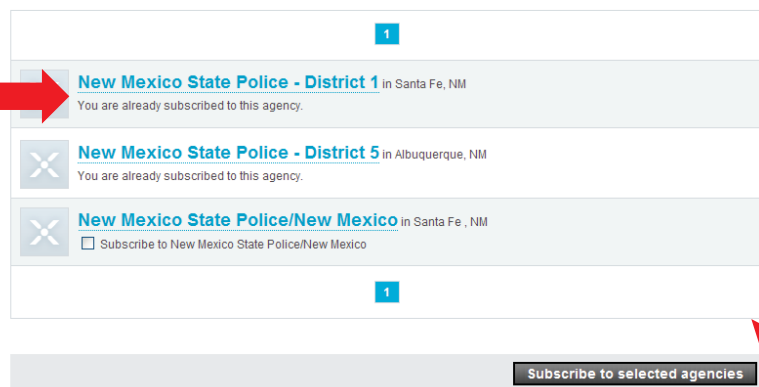 1
New Mexico State Police - District 1 in Santa Fe, NM
You are already subscribed to this agency.
New Mexico State Police - District 5 in Albuquerque, NM
You are already subscribed to this agency.
New Mexico State Police/New Mexico in Santa Fe , NM
Subscribe to New Mexico State Police/New Mexico
1
Subscribe to selected agencies